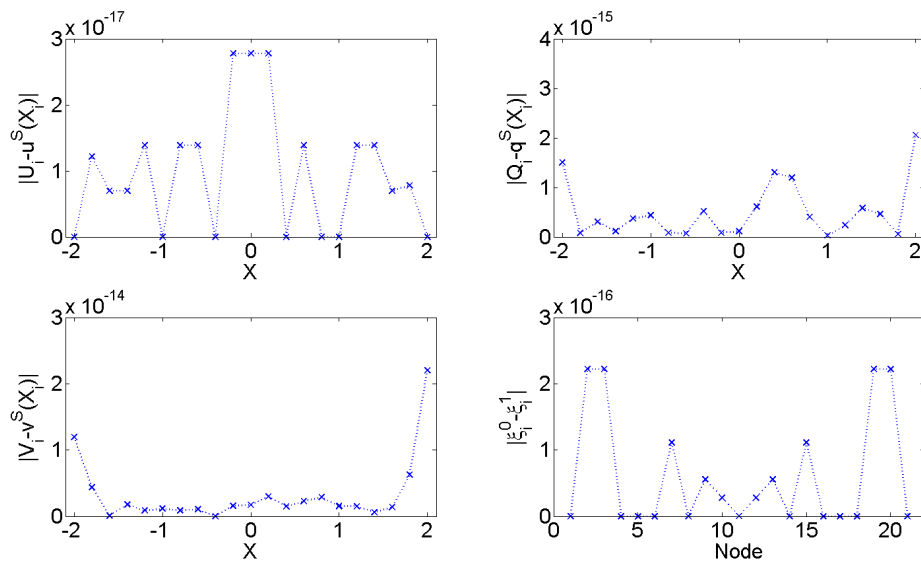 x 10^-17
3
2
1
0
-2 -1 0 1 2
X
|U_i-u^S(X_i)|
x 10^-15
4
3
2
1
0
-2 -1 0 1 2
X
|Q_i-q^S(X_i)|
x 10^-14
3
2
1
0
-2 -1 0 1 2
X
|V_i-v^S(X_i)|
x 10^-16
3
2
1
0
0 5 10 15 20
Node
|ξ_i^0-ξ_i^1|